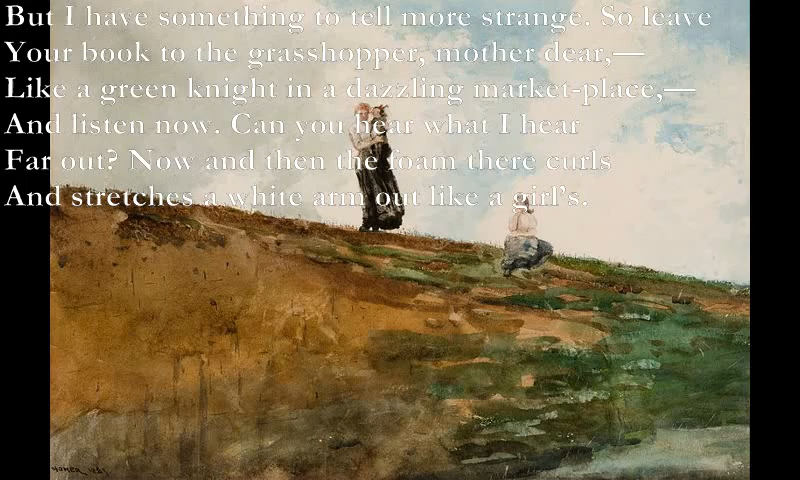 But I have something to tell more strange. So leave
Your book to the grasshopper, mother dear,—
Like a green knight in a dazzling market-place,—
And listen now. Can you hear what I hear
Far out? Now and then the foam there curls
And stretches a white arm out like a girl's.
HOMER 1881